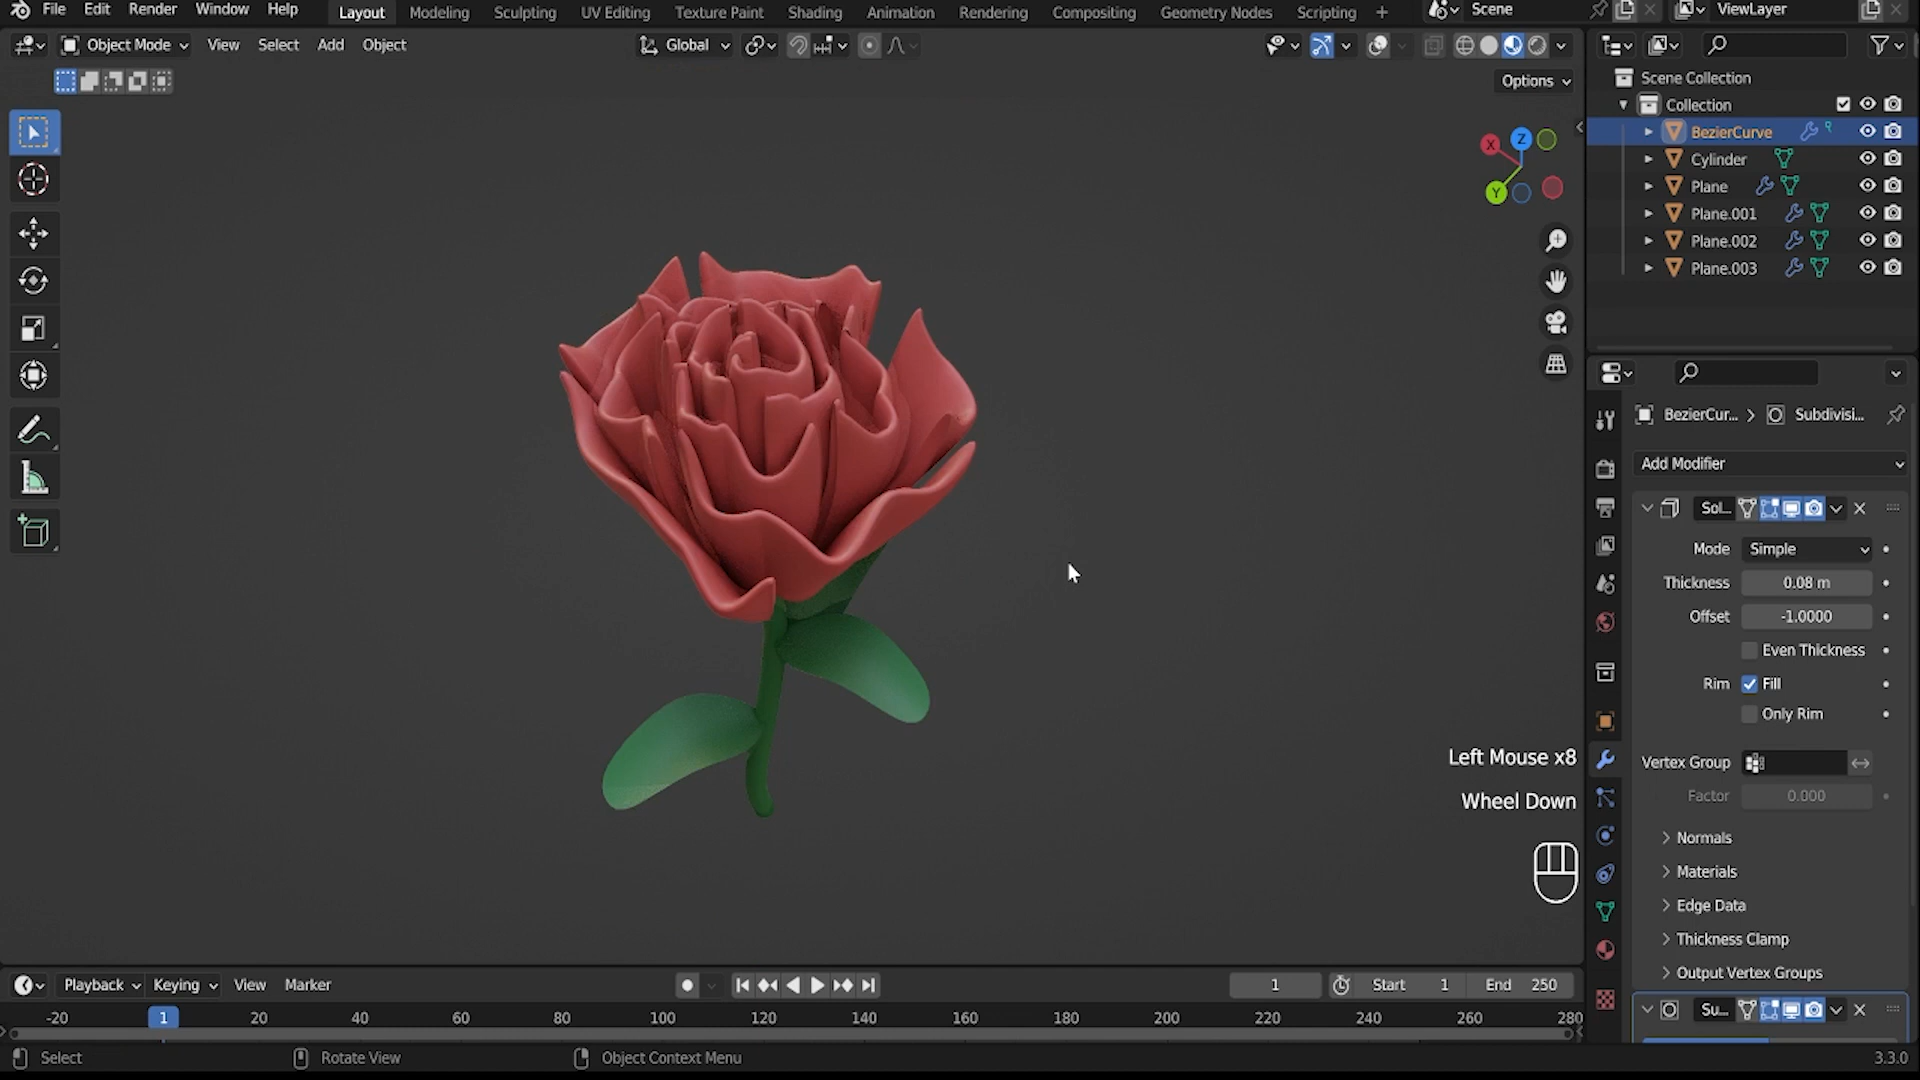 File Edit Render Window Help Layout Modeling Sculpting UV Editing Texture Paint Shading Animation Rendering Compositing Geometry Nodes Scripting + Scene ViewLayer
Object Mode View Select Add Object Global
Options
Scene Collection
Collection
BezierCurve
Cylinder
Plane
Plane.001
Plane.002
Plane.003
X Z
Y
BezierCur... > Subdivisi...
Add Modifier
Sol...
Mode Simple
Thickness 0.08 m
Offset -1.0000
Even Thickness
Rim Fill
Only Rim
Vertex Group
Factor 0.000
Normals
Materials
Edge Data
Thickness Clamp
Output Vertex Groups
Su...
Left Mouse x8
Wheel Down
Playback Keying View Marker 1 Start 1 End 250
-20 1 20 40 60 80 100 120 140 160 180 200 220 240 260 280
Select Rotate View Object Context Menu 3.3.0